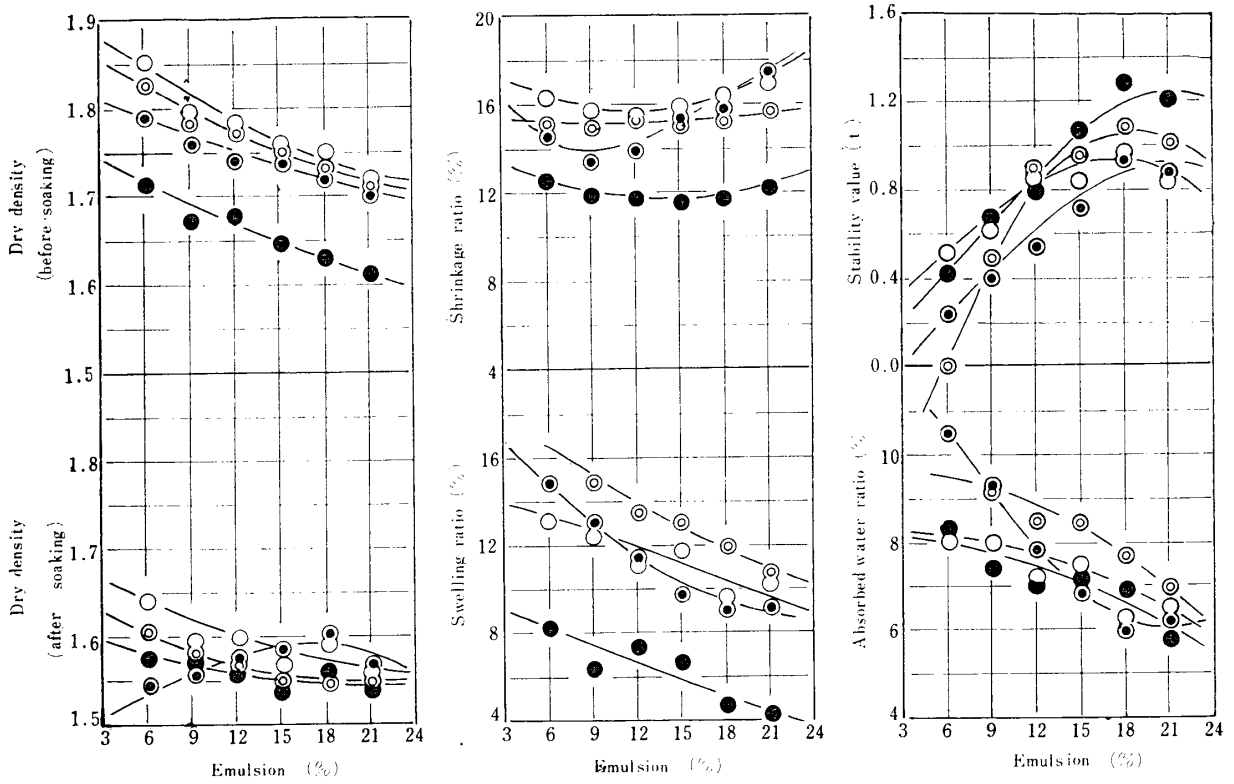 1.9
1.8
1.7
1.6
1.5
Dry density
(before soaking)
1.8
1.7
1.6
1.5
Dry density
(after soaking)
3 6 9 12 15 18 21 24
Emulsion (%)
20
16
12
8
4
Shrinkage ratio (%)
16
12
8
4
Swelling ratio (%)
3 6 9 12 15 18 21 24
Emulsion (%)
1.6
1.2
0.8
0.4
0.0
Stability value (t)
10
8
6
4
Absorbed water ratio (%
3 6 9 12 15 18 21 24
Emulsion (%)